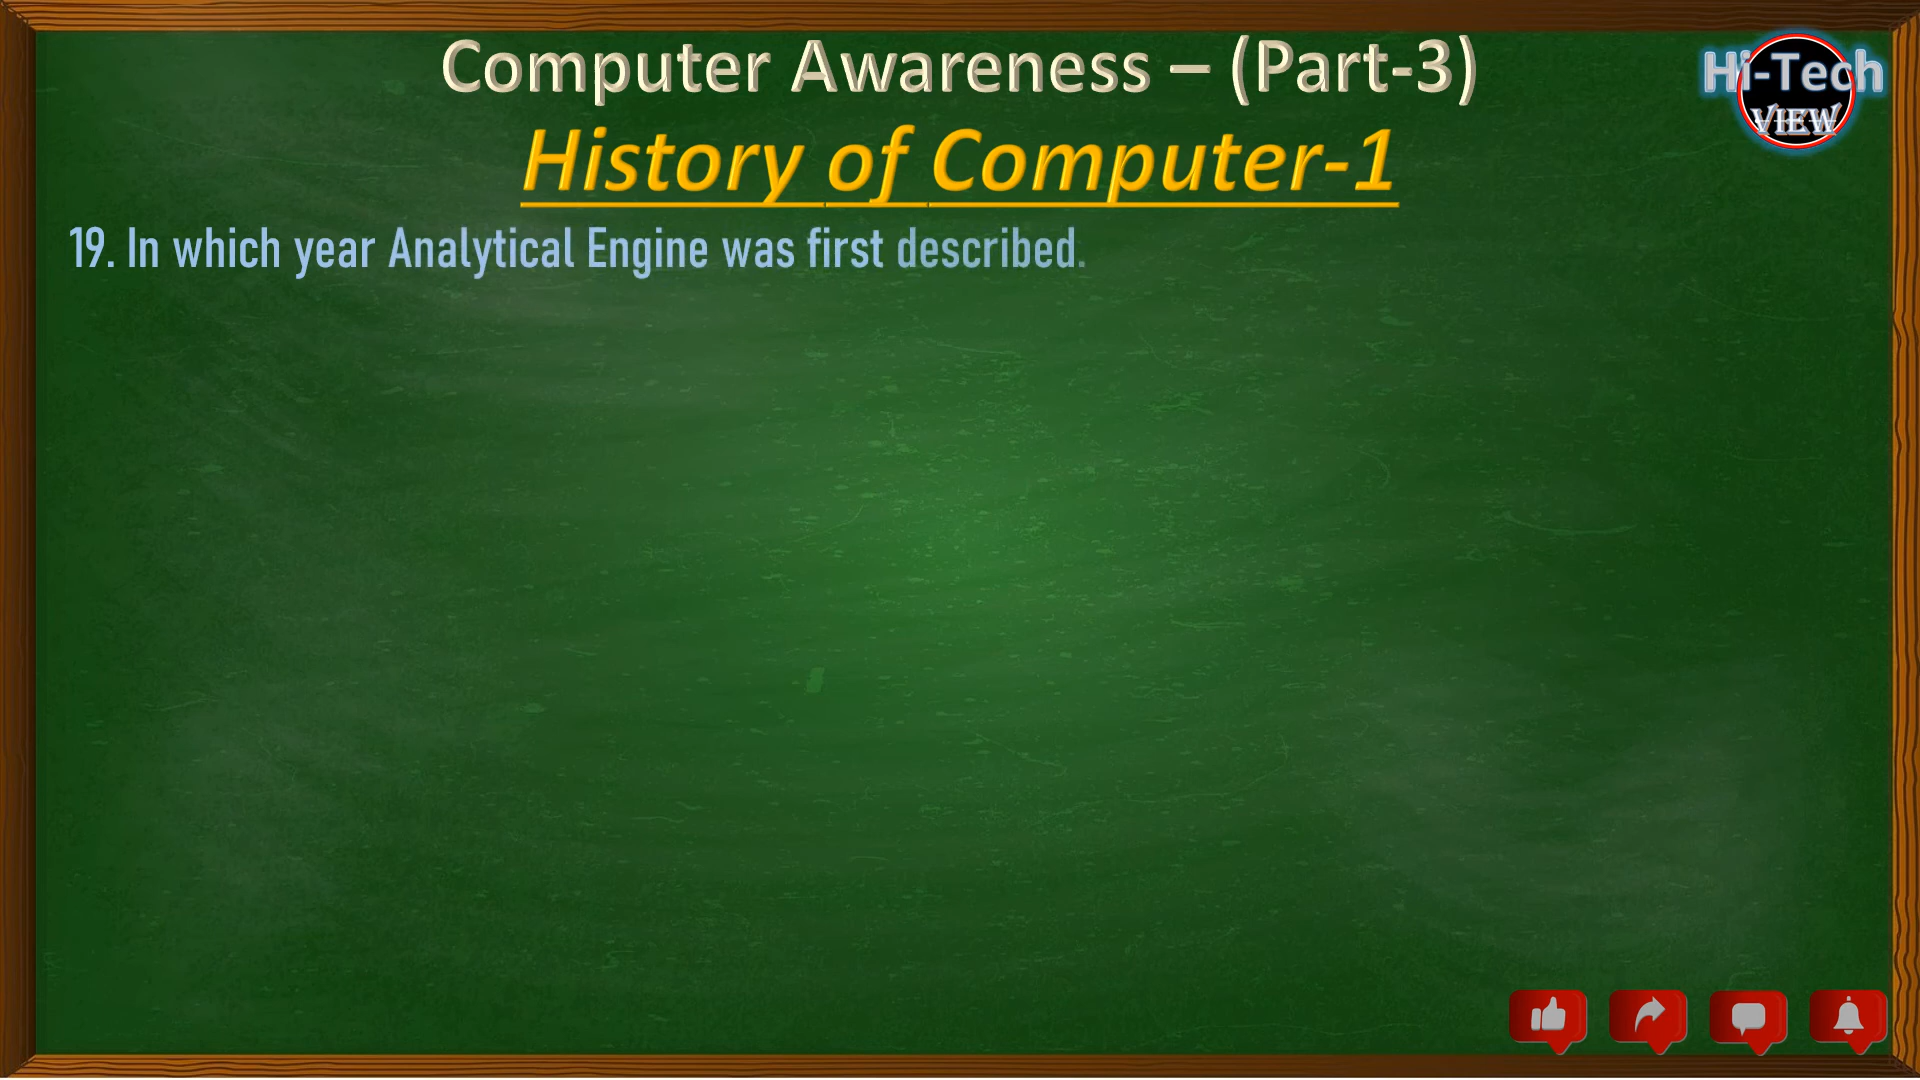 Computer Awareness – (Part-3)
Hi-Tech
VIEW
History of Computer-1
19. In which year Analytical Engine was first described.